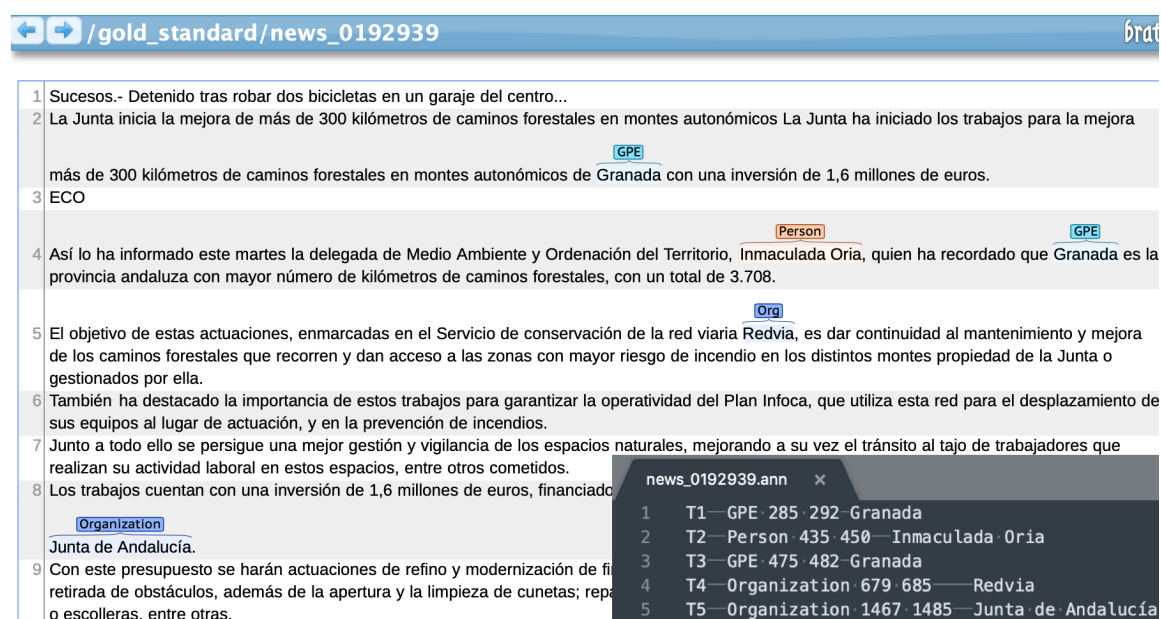 /gold_standard/news_0192939
brat
1 Sucesos.- Detenido tras robar dos bicicletas en un garaje del centro...
2 La Junta inicia la mejora de más de 300 kilómetros de caminos forestales en montes autonómicos La Junta ha iniciado los trabajos para la mejora
GPE
más de 300 kilómetros de caminos forestales en montes autonómicos de Granada con una inversión de 1,6 millones de euros.
3 ECO
Person GPE
4 Así lo ha informado este martes la delegada de Medio Ambiente y Ordenación del Territorio, Inmaculada Oria, quien ha recordado que Granada es la
provincia andaluza con mayor número de kilómetros de caminos forestales, con un total de 3.708.
Org
5 El objetivo de estas actuaciones, enmarcadas en el Servicio de conservación de la red viaria Redvia, es dar continuidad al mantenimiento y mejora
de los caminos forestales que recorren y dan acceso a las zonas con mayor riesgo de incendio en los distintos montes propiedad de la Junta o
gestionados por ella.
6 También ha destacado la importancia de estos trabajos para garantizar la operatividad del Plan Infoca, que utiliza esta red para el desplazamiento de
sus equipos al lugar de actuación, y en la prevención de incendios.
7 Junto a todo ello se persigue una mejor gestión y vigilancia de los espacios naturales, mejorando a su vez el tránsito al tajo de trabajadores que
realizan su actividad laboral en estos espacios, entre otros cometidos.
8 Los trabajos cuentan con una inversión de 1,6 millones de euros, financiado
Organization
Junta de Andalucía.
9 Con este presupuesto se harán actuaciones de refino y modernización de
retirada de obstáculos, además de la apertura y la limpieza de cunetas;
o escolleras, entre otras.
news_0192939.ann ×
1 T1 GPE 285 292 Granada
2 T2 Person 435 450 Inmaculada Oria
3 T3 GPE 475 482 Granada
4 T4 Organization 679 685 Redvia
5 T5 Organization 1467 1485 Junta de Andalucía